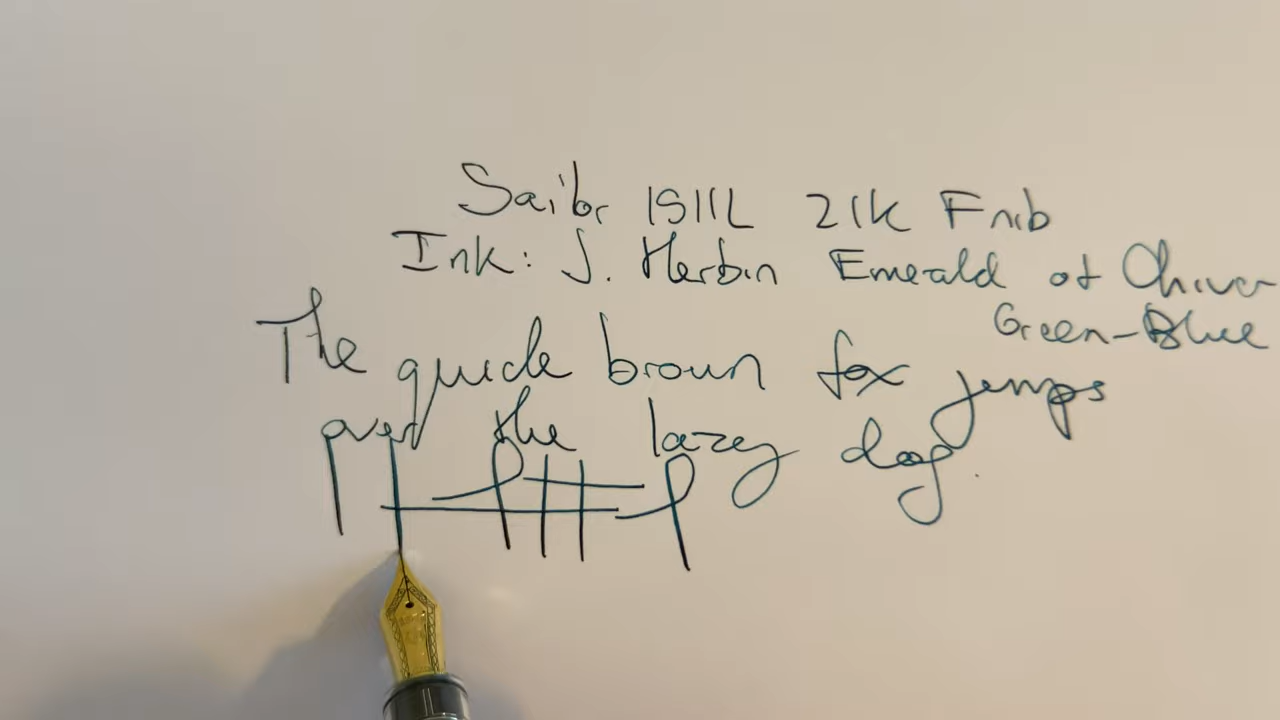 Sailor 1911L 21K F nib
Ink: J. Herbin Emerald of Chivor
Green-Blue
The quick brown fox jumps
over the lazy dog.